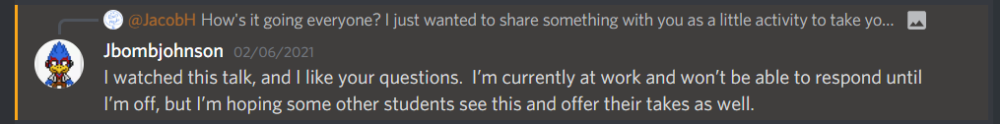 @JacobH How's it going everyone? I just wanted to share something with you as a little activity to take yo...
Jbombjohnson 02/06/2021
I watched this talk, and I like your questions.  I'm currently at work and won't be able to respond until
I'm off, but I'm hoping some other students see this and offer their takes as well.